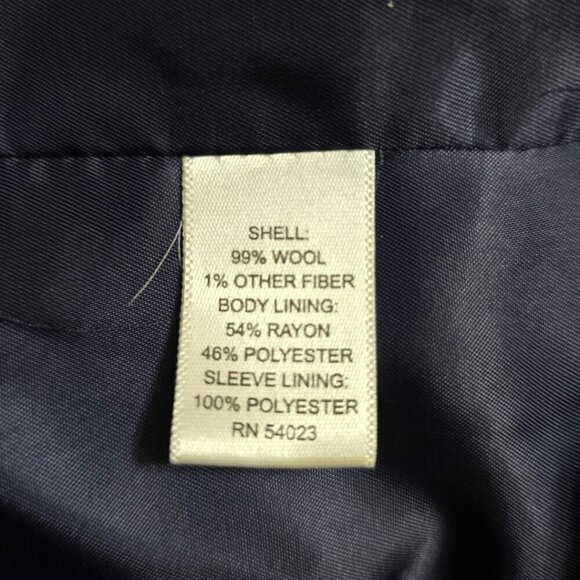 SHELL:
99% WOOL
1% OTHER FIBER
BODY LINING:
54% RAYON
46% POLYESTER
SLEEVE LINING:
100% POLYESTER
RN 54023